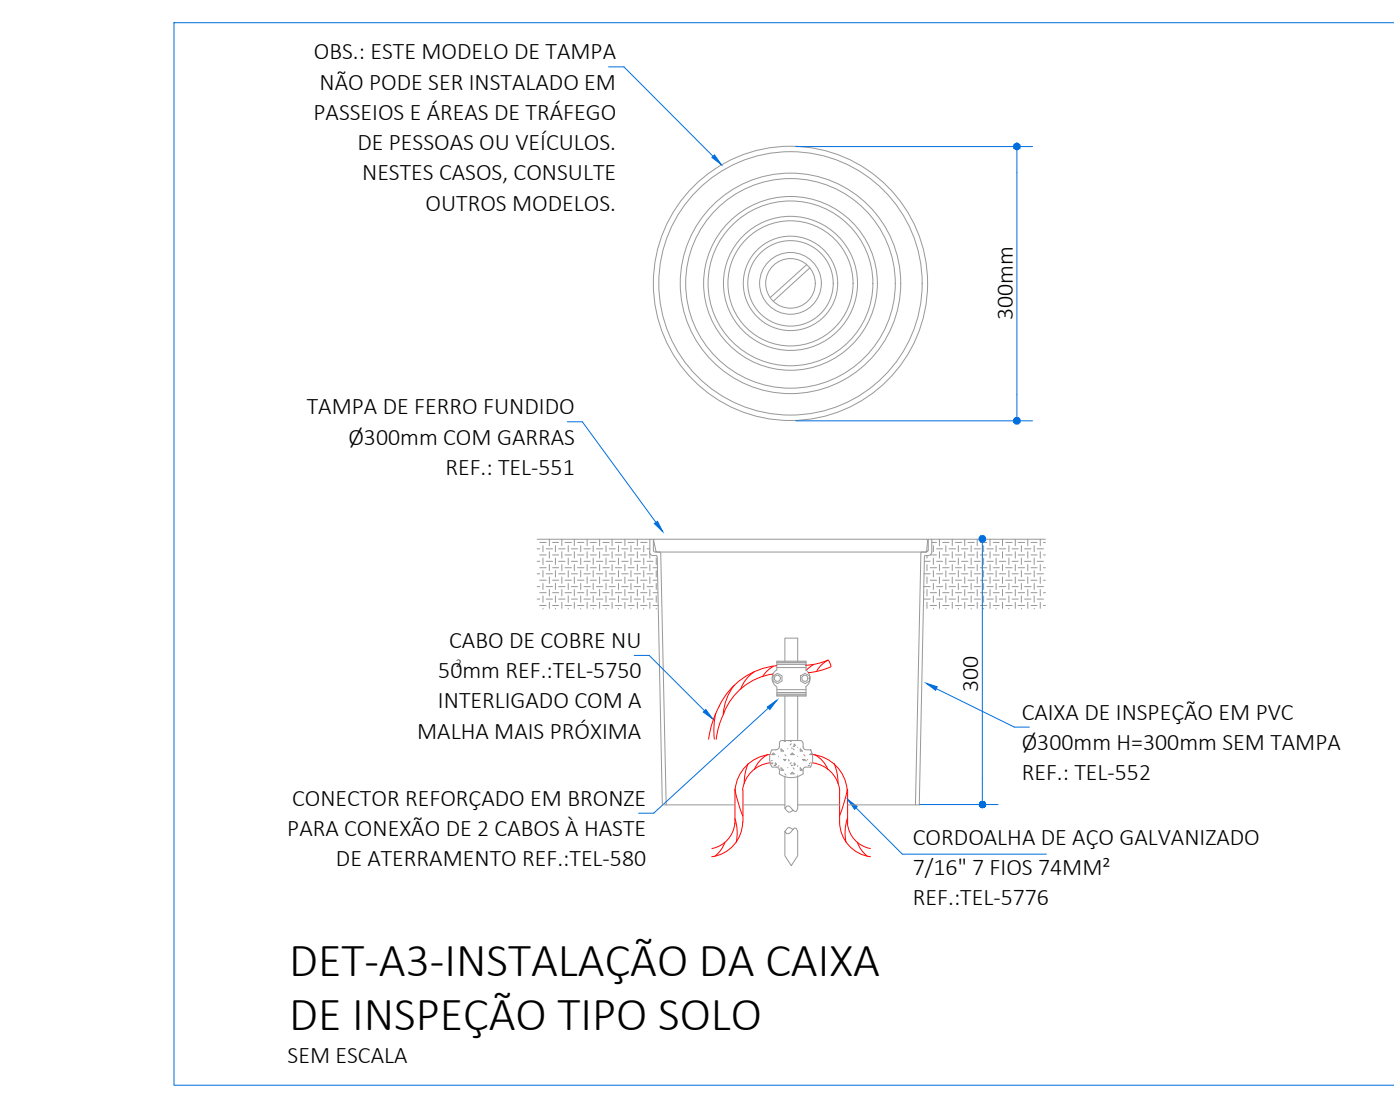 OBS.: ESTE MODELO DE TAMPA
NÃO PODE SER INSTALADO EM
PASSEIOS E ÁREAS DE TRÁFEGO
DE PESSOAS OU VEÍCULOS.
NESTES CASOS, CONSULTE
OUTROS MODELOS.
300mm
TAMPA DE FERRO FUNDIDO
Ø300mm COM GARRAS
REF.: TEL-551
CABO DE COBRE NU
50²mm REF.:TEL-5750
INTERLIGADO COM A
MALHA MAIS PRÓXIMA
300
CAIXA DE INSPEÇÃO EM PVC
Ø300mm H=300mm SEM TAMPA
REF.: TEL-552
CONECTOR REFORÇADO EM BRONZE
PARA CONEXÃO DE 2 CABOS À HASTE
DE ATERRAMENTO REF.:TEL-580
CORDOALHA DE AÇO GALVANIZADO
7/16" 7 FIOS 74MM²
REF.:TEL-5776
DET-A3-INSTALAÇÃO DA CAIXA
DE INSPEÇÃO TIPO SOLO
SEM ESCALA